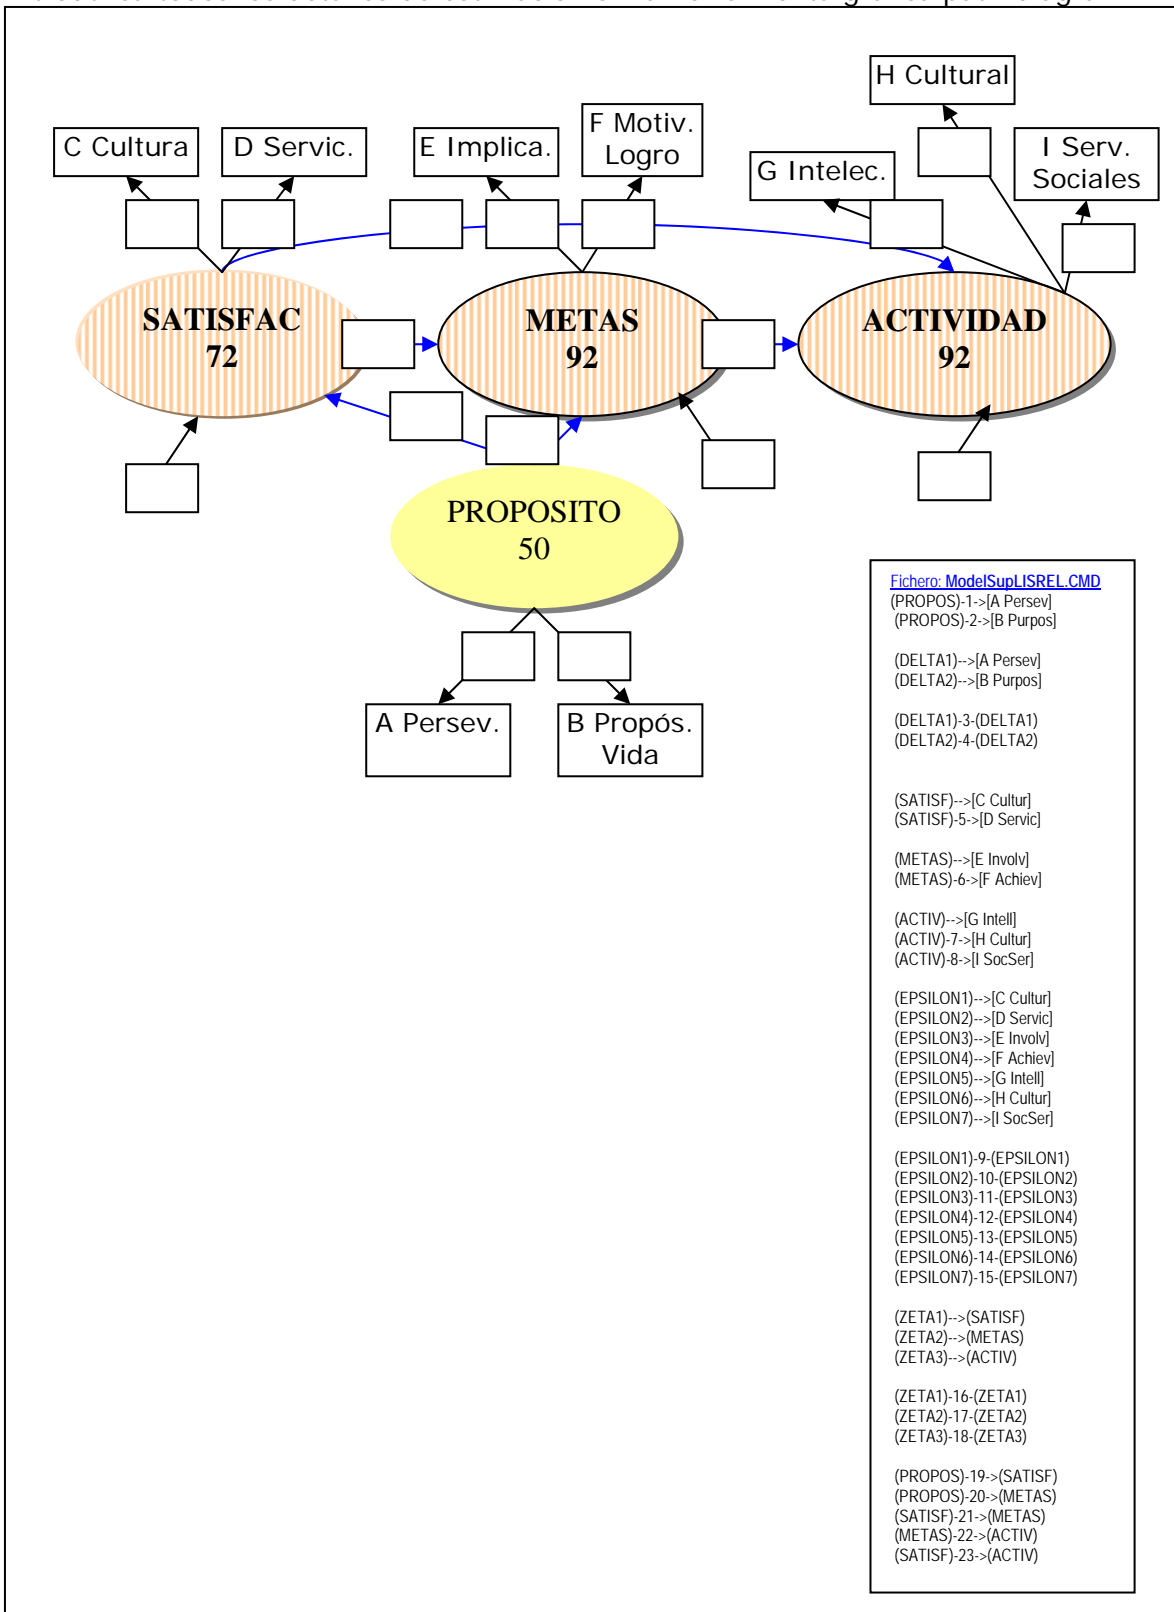 H Cultural
C Cultura
D Servic.
E Implica.
F Motiv.
Logro
G Intelec.
I Serv.
Sociales
SATISFAC
72
METAS
92
ACTIVIDAD
92
PROPOSITO
50
A Persev.
B Propós.
Vida
Fichero: ModelSupLISREL.CMD
(PROPOS)-1->[A Persev]
(PROPOS)-2->[B Purpos]
(DELTA1)-->[A Persev]
(DELTA2)-->[B Purpos]
(DELTA1)-3-(DELTA1)
(DELTA2)-4-(DELTA2)
(SATISF)-->[C Cultur]
(SATISF)-5->[D Servic]
(METAS)-->[E Involv]
(METAS)-6->[F Achiev]
(ACTIV)-->[G Intell]
(ACTIV)-7->[H Cultur]
(ACTIV)-8->[I SocSer]
(EPSILON1)-->[C Cultur]
(EPSILON2)-->[D Servic]
(EPSILON3)-->[E Involv]
(EPSILON4)-->[F Achiev]
(EPSILON5)-->[G Intell]
(EPSILON6)-->[H Cultur]
(EPSILON7)-->[I SocSer]
(EPSILON1)-9-(EPSILON1)
(EPSILON2)-10-(EPSILON2)
(EPSILON3)-11-(EPSILON3)
(EPSILON4)-12-(EPSILON4)
(EPSILON5)-13-(EPSILON5)
(EPSILON6)-14-(EPSILON6)
(EPSILON7)-15-(EPSILON7)
(ZETA1)-->(SATISF)
(ZETA2)-->(METAS)
(ZETA3)-->(ACTIV)
(ZETA1)-16-(ZETA1)
(ZETA2)-17-(ZETA2)
(ZETA3)-18-(ZETA3)
(PROPOS)-19->(SATISF)
(PROPOS)-20->(METAS)
(SATISF)-21->(METAS)
(METAS)-22->(ACTIV)
(SATISF)-23->(ACTIV)